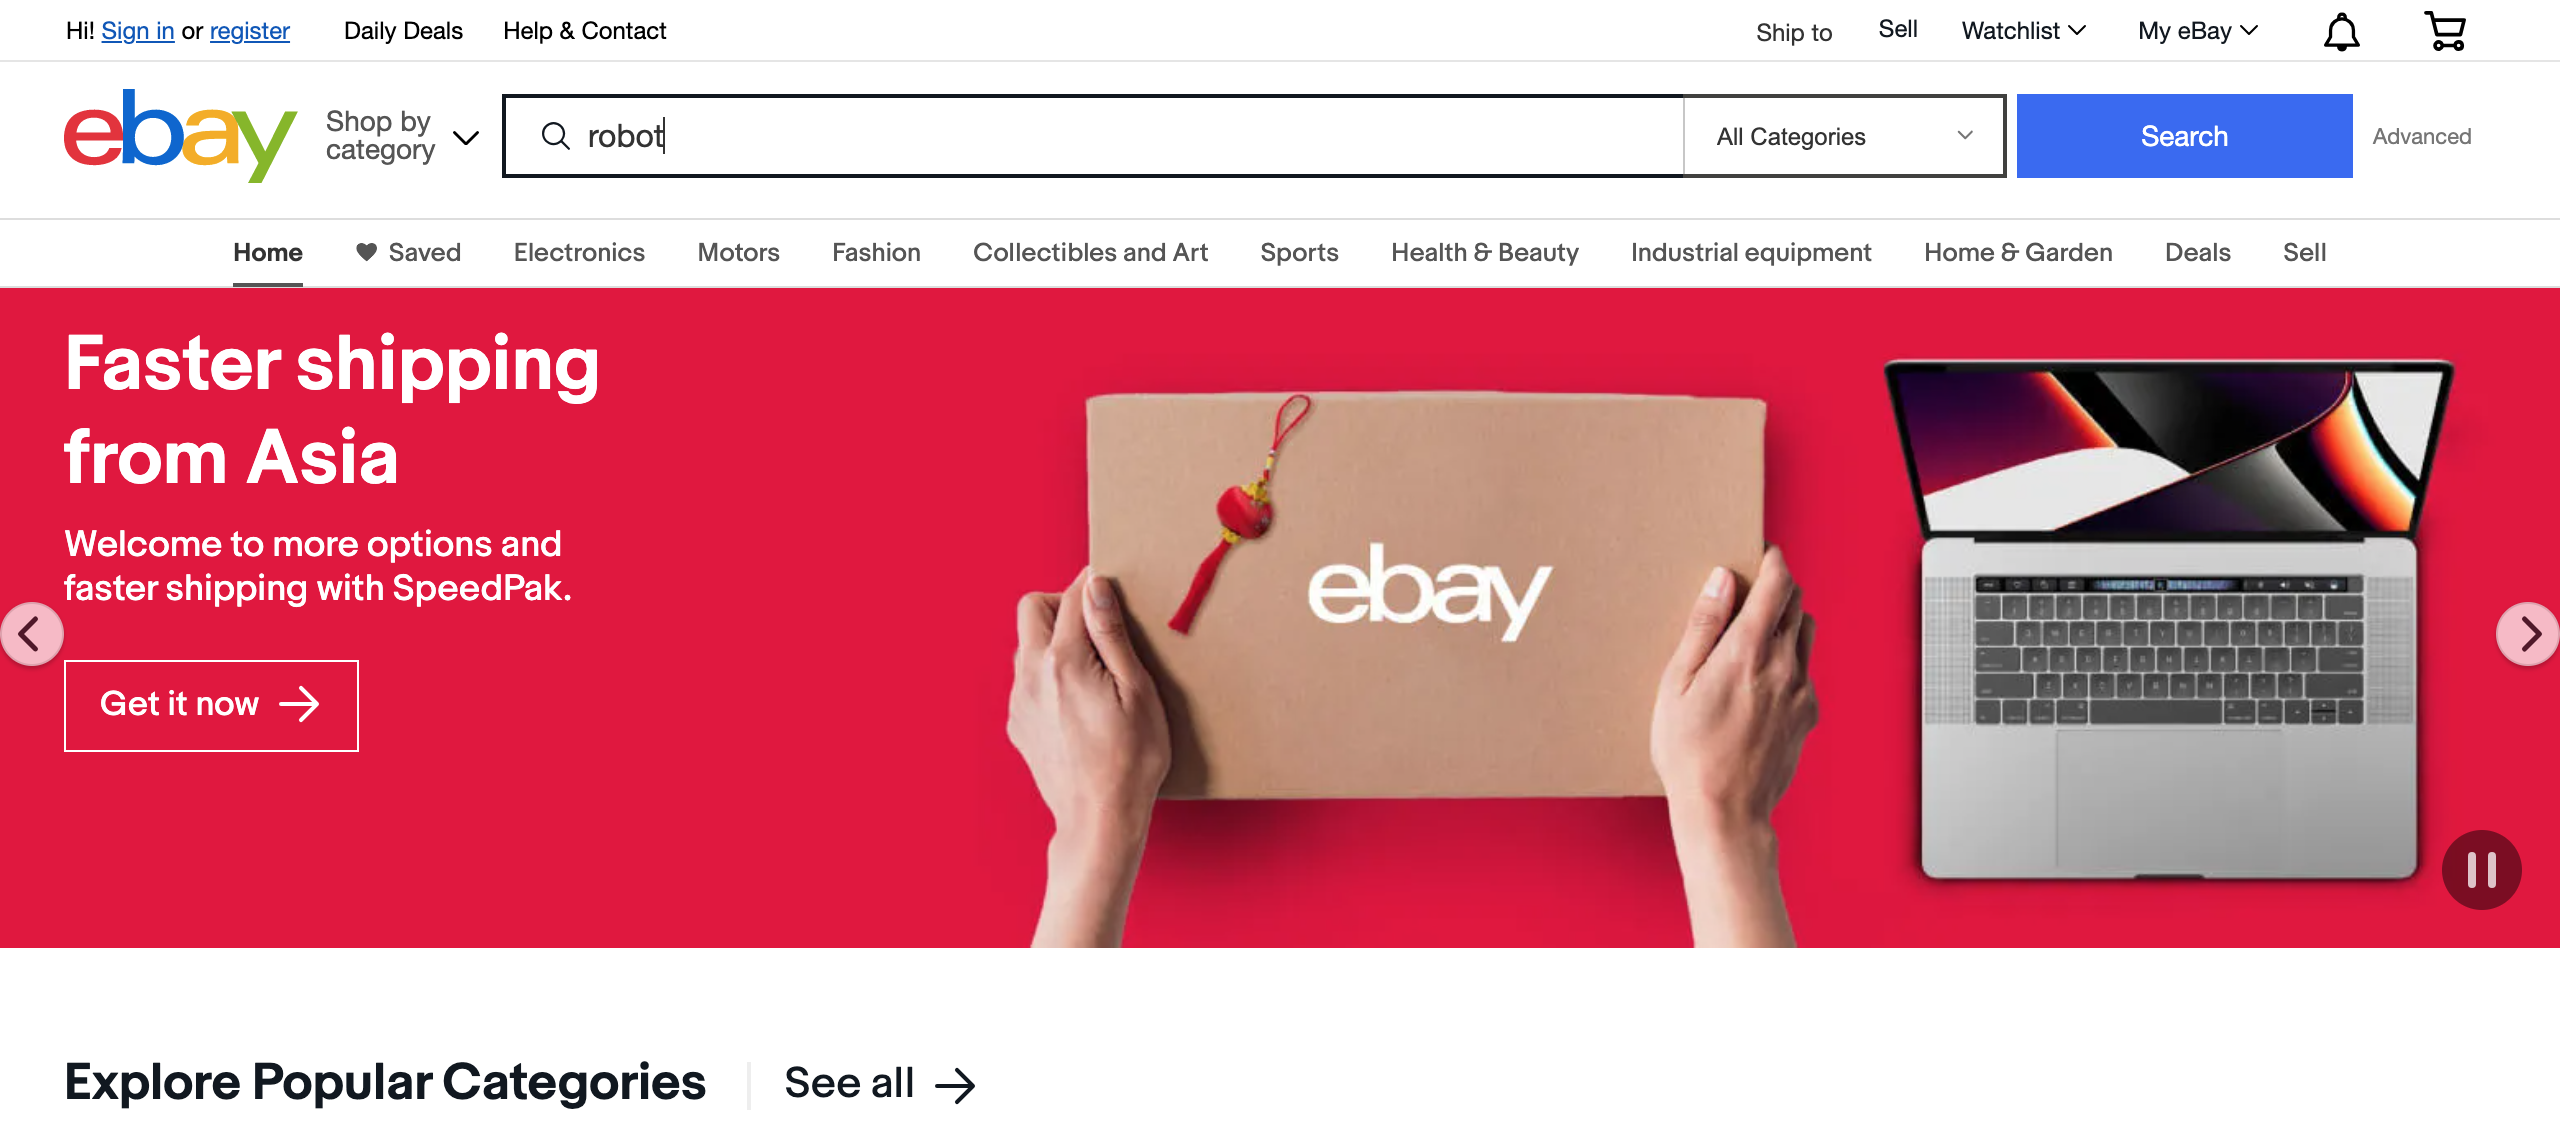 Hi! Sign in or register Daily Deals Help & Contact Ship to Sell Watchlist My eBay
ebay Shop by category robot All Categories Search Advanced
Home Saved Electronics Motors Fashion Collectibles and Art Sports Health & Beauty Industrial equipment Home & Garden Deals Sell
Faster shipping
from Asia
Welcome to more options and
faster shipping with SpeedPak.
Get it now
ebay
Explore Popular Categories See all